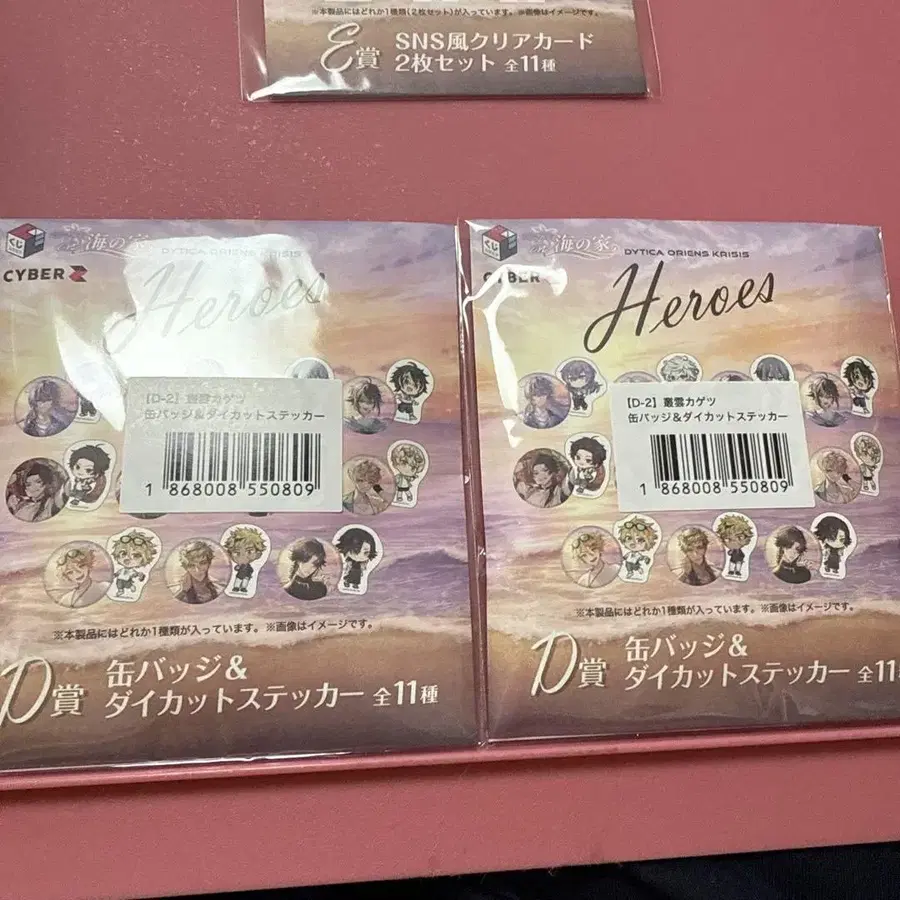 ※本製品にはどれか1種類(2枚セット)が入っています。※画像はイメージです。
E賞 SNS風クリアカード
2枚セット 全11種
くじ
海の家
DYTICA ORIENS KRISIS
CYBER Z
Heroes
【D-2】叢雲カゲツ
缶バッジ&ダイカットステッカー
1 868008 550809
※本製品にはどれか1種類が入っています。※画像はイメージです。
D賞 缶バッジ&
ダイカットステッカー 全11種
くじ
海の家
DYTICA ORIENS KRISIS
CYBER
Heroes
【D-2】叢雲カゲツ
缶バッジ&ダイカットステッカー
1 868008 550809
※本製品にはどれか1種類が入っています。※画像はイメージです。
D賞 缶バッジ&
ダイカットステッカー 全11種